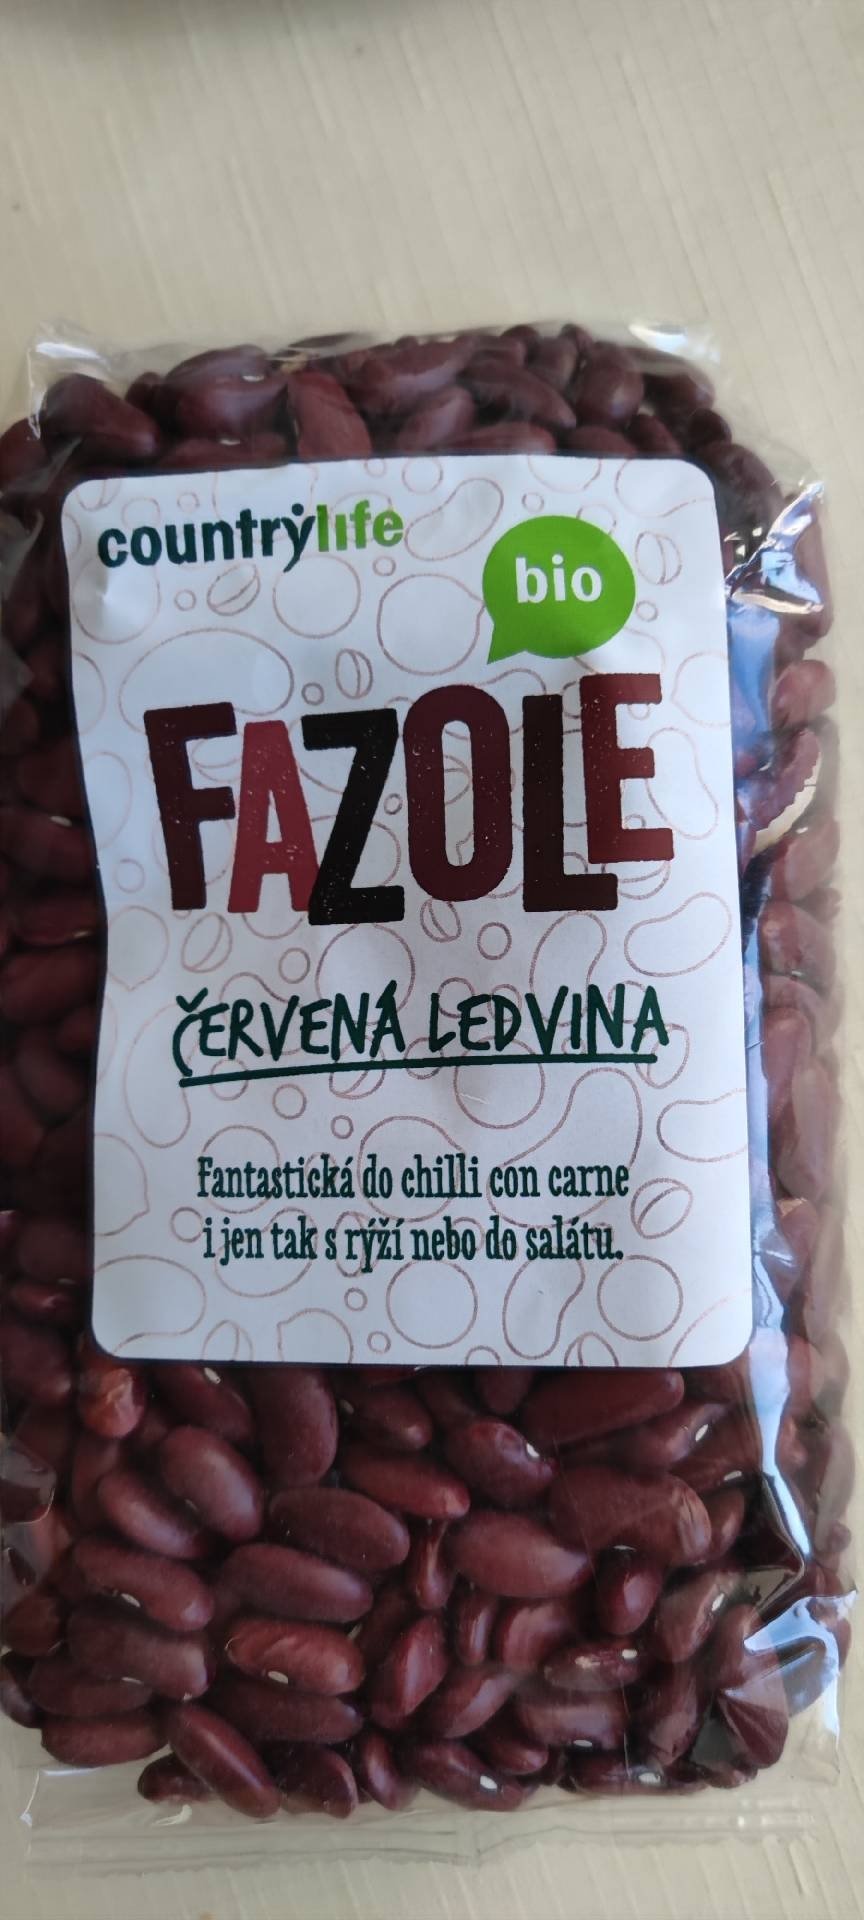 countrylife
bio
FAZOLE
ČERVENÁ LEDVINA
Fantastická do chilli con carne
i jen tak s rýží nebo do salátu.